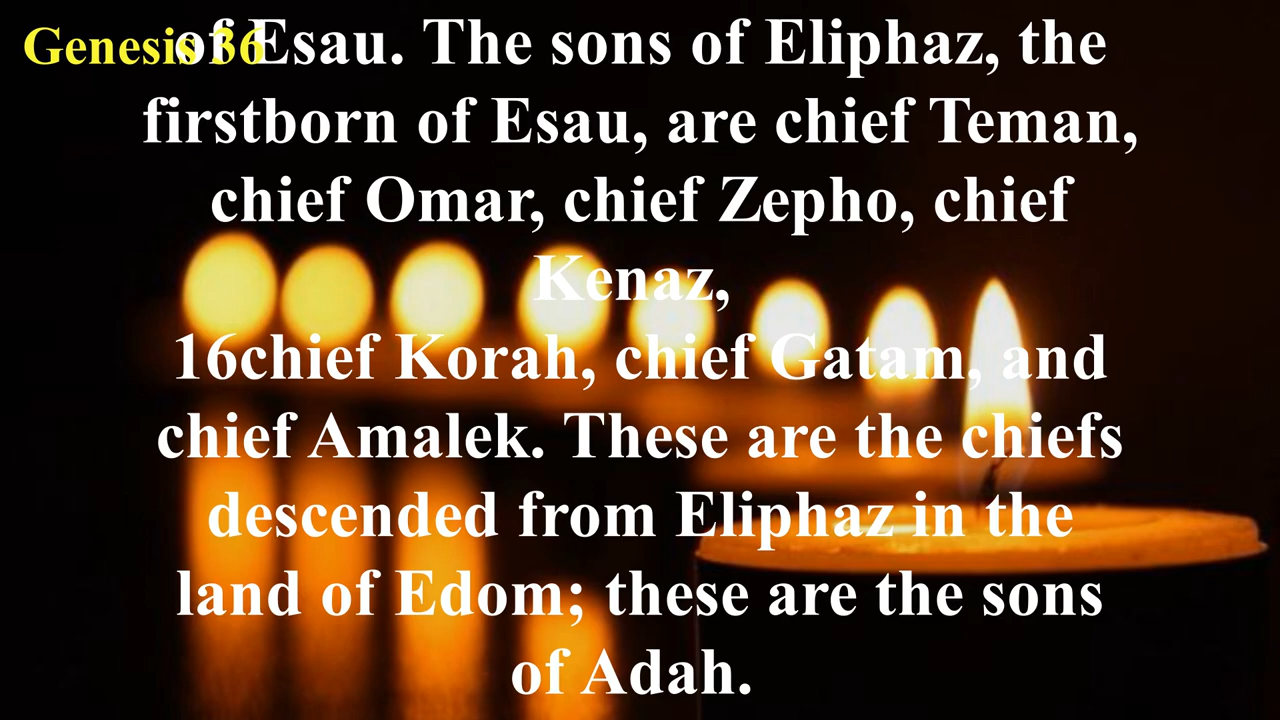 Genesis 36
of Esau. The sons of Eliphaz, the
firstborn of Esau, are chief Teman,
chief Omar, chief Zepho, chief
Kenaz,
16chief Korah, chief Gatam, and
chief Amalek. These are the chiefs
descended from Eliphaz in the
land of Edom; these are the sons
of Adah.